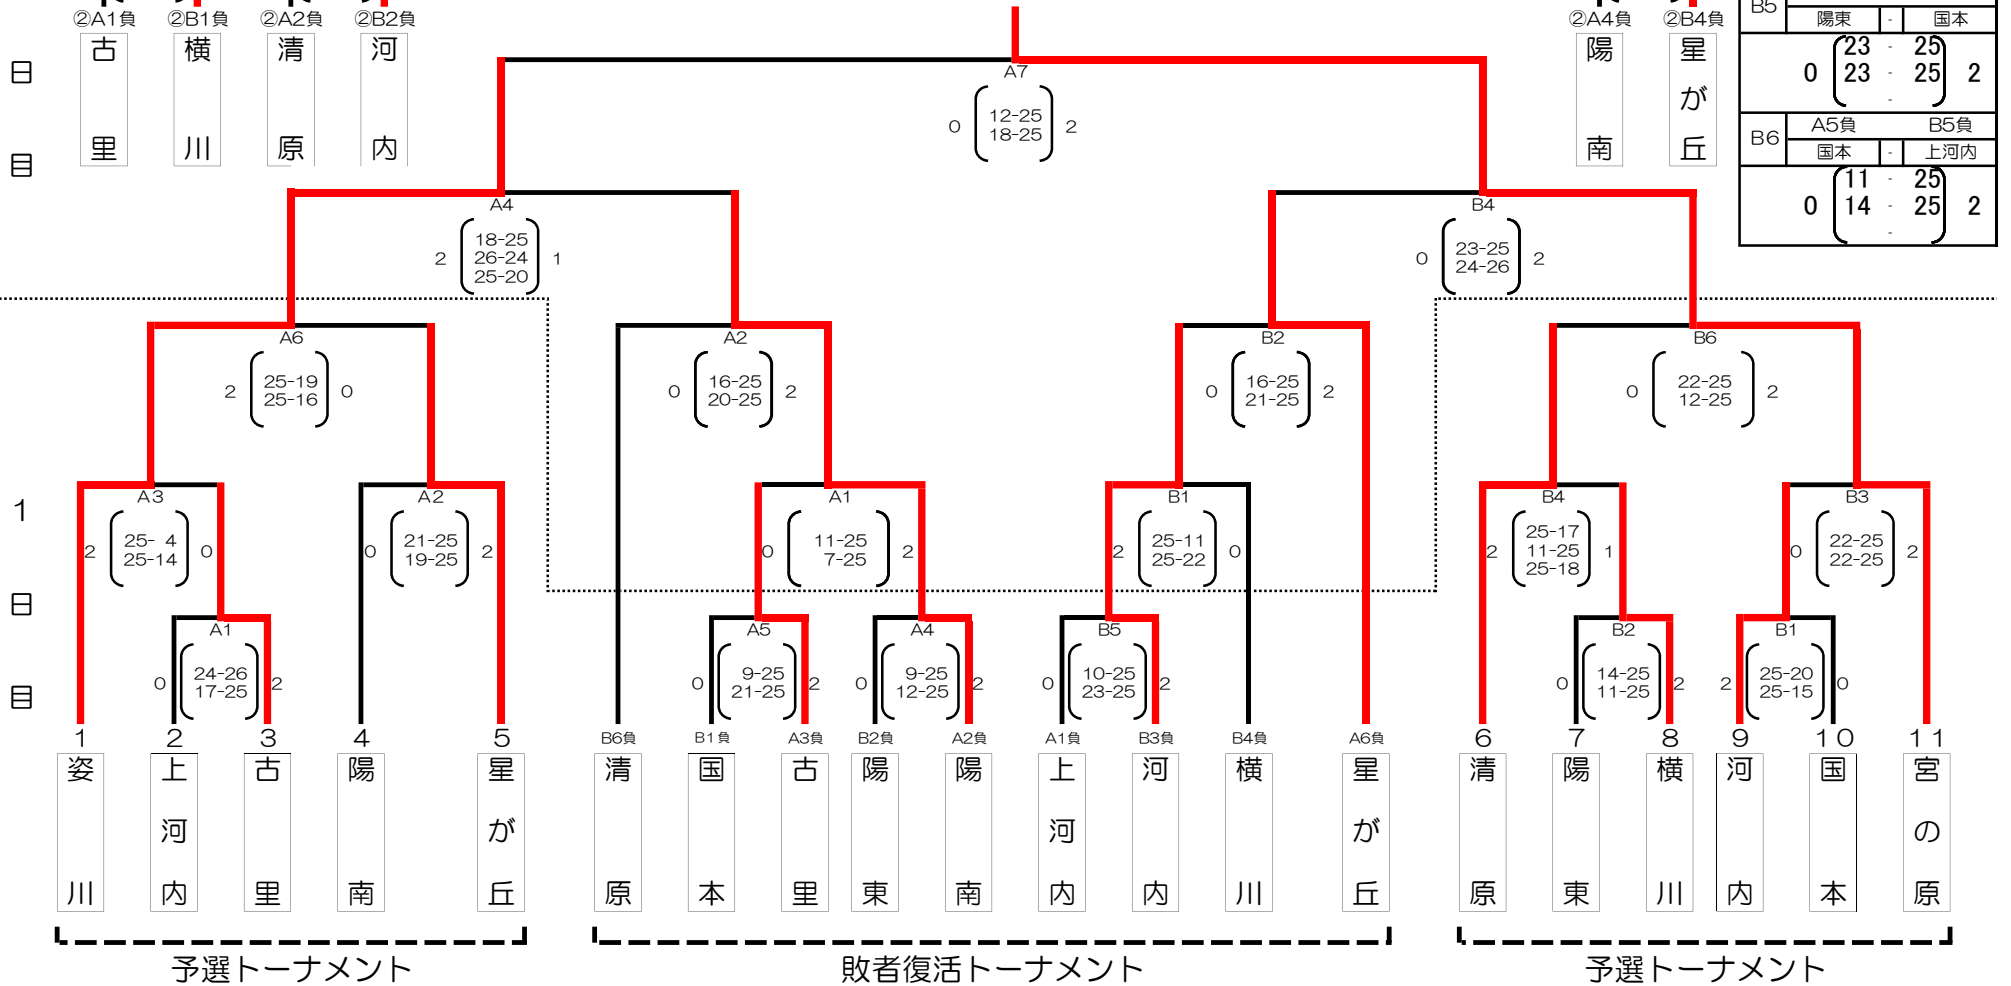 ②A1負 ②B1負 ②A2負 ②B2負
古里 横川 清原 河内
②A4負 ②B4負
陽南 星が丘
B5
陽東 - 国本
23 - 25
0 23 - 25 2
-
B6 A5負 B5負
国本 - 上河内
11 - 25
0 14 - 25 2
-
日
目
A7
0 12-25 2
18-25
A4
18-25
2 26-24 1
25-20
B4
0 23-25 2
24-26
A6
2 25-19 0
25-16
A2
0 16-25 2
20-25
B2
0 16-25 2
21-25
B6
0 22-25 2
12-25
1
日
目
A3
2 25- 4 0
25-14
A2
0 21-25 2
19-25
A1
0 11-25 2
7-25
B1
2 25-11 0
25-22
B4
25-17
2 11-25 1
25-18
B3
0 22-25 2
22-25
A1
0 24-26 2
17-25
A5
0 9-25 2
21-25
A4
0 9-25 2
12-25
B5
0 10-25 2
23-25
B2
0 14-25 2
11-25
B1
2 25-20 0
25-15
1 2 3 4 5 B6負 B1負 A3負 B2負 A2負 A1負 B3負 B4負 A6負 6 7 8 9 10 11
姿川 上河内 古里 陽南 星が丘 清原 国本 古里 陽東 陽南 上河内 河内 横川 星が丘 清原 陽東 横川 河内 国本 宮の原
予選トーナメント 敗者復活トーナメント 予選トーナメント